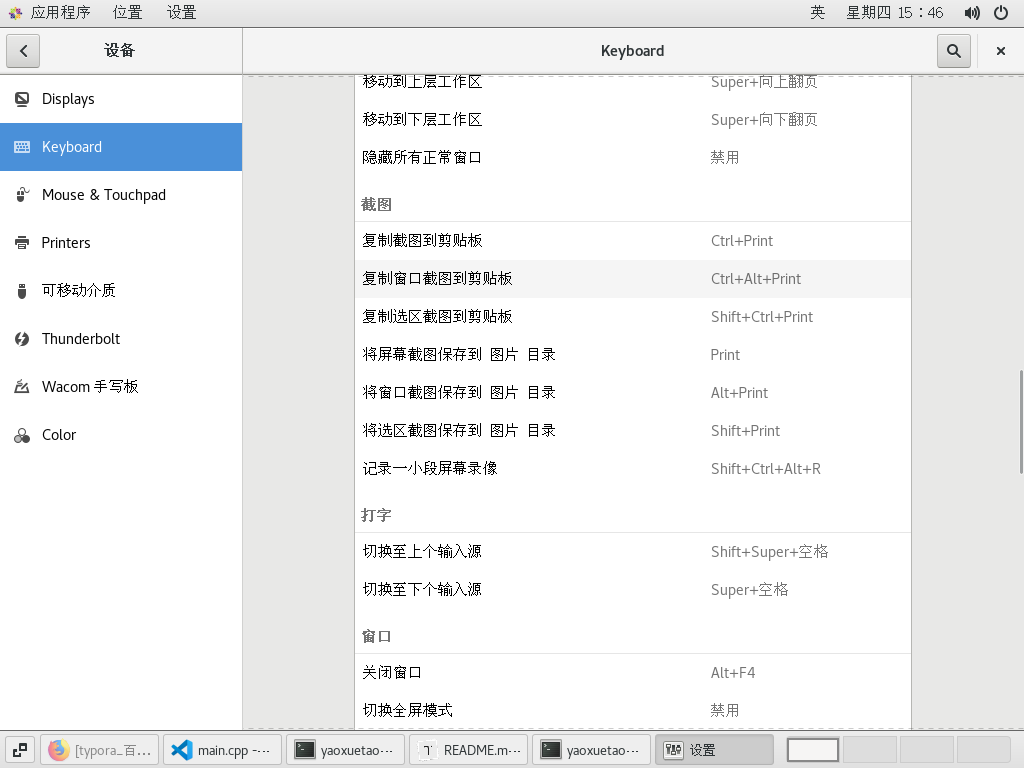 应用程序 位置 设置 英 星期四 15：46
设备 Keyboard
Displays
Keyboard
Mouse & Touchpad
Printers
可移动介质
Thunderbolt
Wacom 手写板
Color
移动到上层工作区 Super+向上翻页
移动到下层工作区 Super+向下翻页
隐藏所有正常窗口 禁用
截图
复制截图到剪贴板 Ctrl+Print
复制窗口截图到剪贴板 Ctrl+Alt+Print
复制选区截图到剪贴板 Shift+Ctrl+Print
将屏幕截图保存到 图片 目录 Print
将窗口截图保存到 图片 目录 Alt+Print
将选区截图保存到 图片 目录 Shift+Print
记录一小段屏幕录像 Shift+Ctrl+Alt+R
打字
切换至上个输入源 Shift+Super+空格
切换至下个输入源 Super+空格
窗口
关闭窗口 Alt+F4
切换全屏模式 禁用
[typora_百... main.cpp -... yaoxuetao... README.m... yaoxuetao... 设置